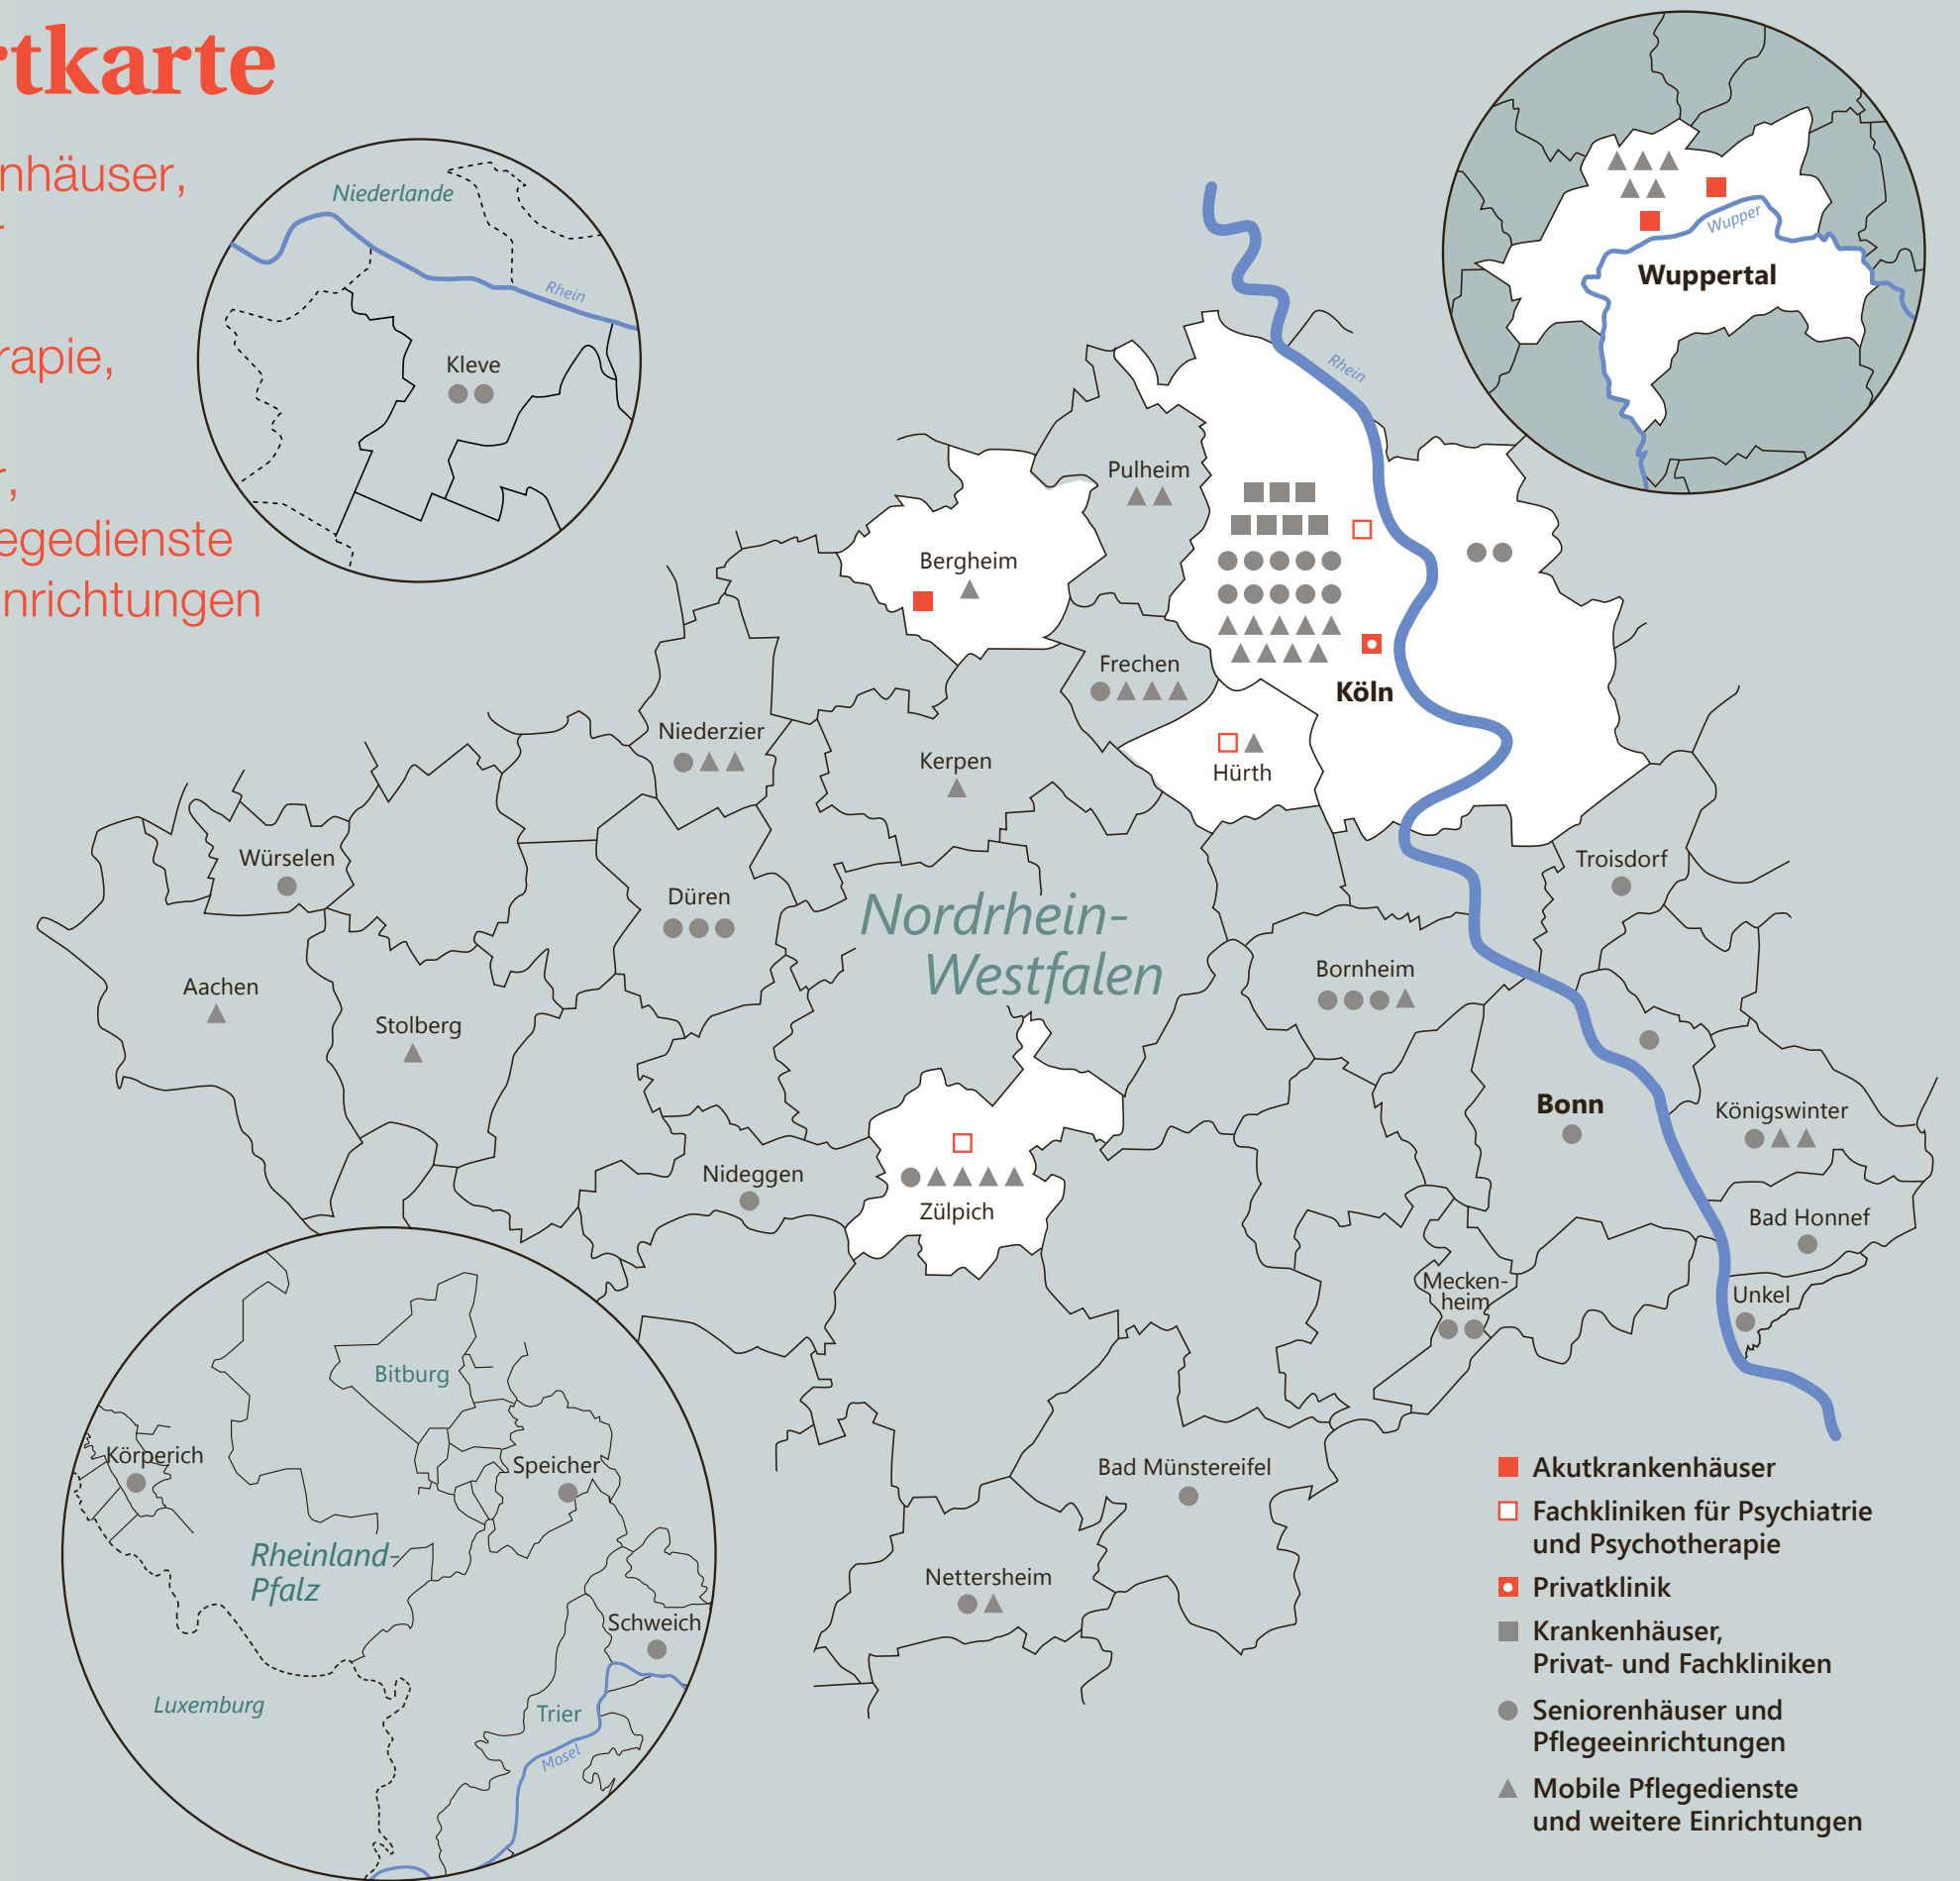 rtkarte
nhäuser,
rapie,
r,
egedienste
nrichtungen
Niederlande
Rhein
Kleve
Wupper
Wuppertal
Rhein
Pulheim
Bergheim
Frechen
Köln
Niederzier
Kerpen
Hürth
Würselen
Düren
Troisdorf
Nordrhein-
Westfalen
Aachen
Bornheim
Stolberg
Bonn
Königswinter
Nideggen
Zülpich
Bad Honnef
Mecken-
heim
Unkel
Bitburg
Körperich
Speicher
Rheinland-
Pfalz
Schweich
Luxemburg
Trier
Mosel
Bad Münstereifel
Nettersheim
Akutkrankenhäuser
Fachkliniken für Psychiatrie
und Psychotherapie
Privatklinik
Krankenhäuser,
Privat- und Fachkliniken
Seniorenhäuser und
Pflegeeinrichtungen
Mobile Pflegedienste
und weitere Einrichtungen